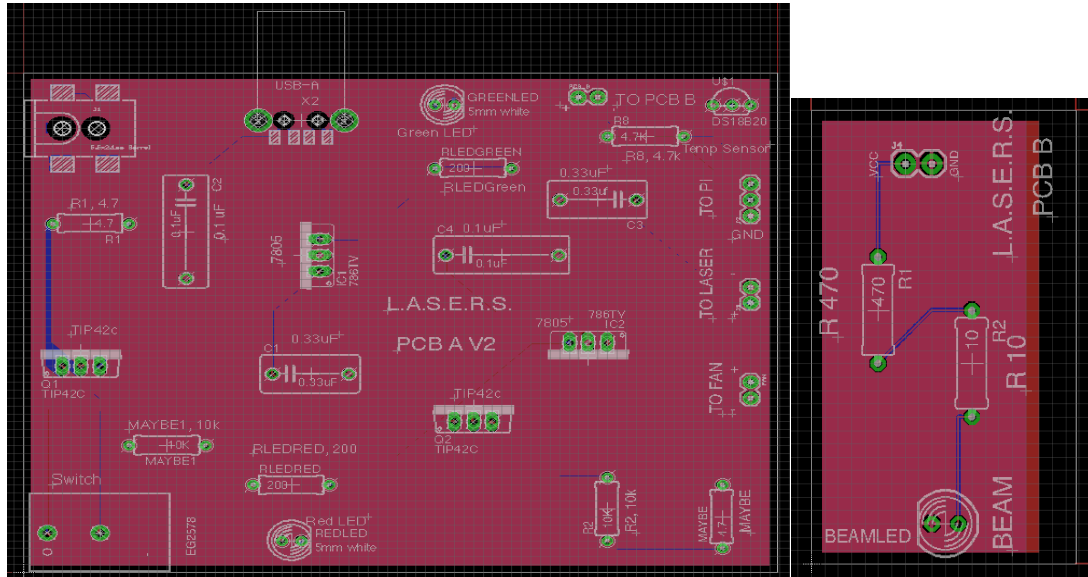 USB-A
X2
GREENLED
5mm white
Green LED
TO PCB B
U$1
DS18B20
R8
4.7K
R8, 4.7k
Temp Sensor
RLEDGREEN
200
RLEDGreen
0.33uF
0.33uf
C3
TO PI
GND
C2
0.1uF
0.1 uF
R1, 4.7
4.7
R1
7805
IC1
786TV
C4
0.1uF
0.1uF
TO LASER
L.A.S.E.R.S.
PCB A V2
786TY
7805
IC2
TIP42c
Q1
TIP42C
0.33uF
C1
0.33uF
TO FAN
TIP42c
Q2
TIP42C
MAYBE1, 10k
10K
MAYBE1
RLEDRED, 200
RLEDRED
200
Switch
EG2578
Red LED
REDLED
5mm white
R2
10K
R2, 10k
MAYBE
4.7
MAYBE
L.A.S.E.R.S.
PCB B
J4
VCC
GND
R 470
470
R1
R2
10
R 10
BEAMLED
BEAM